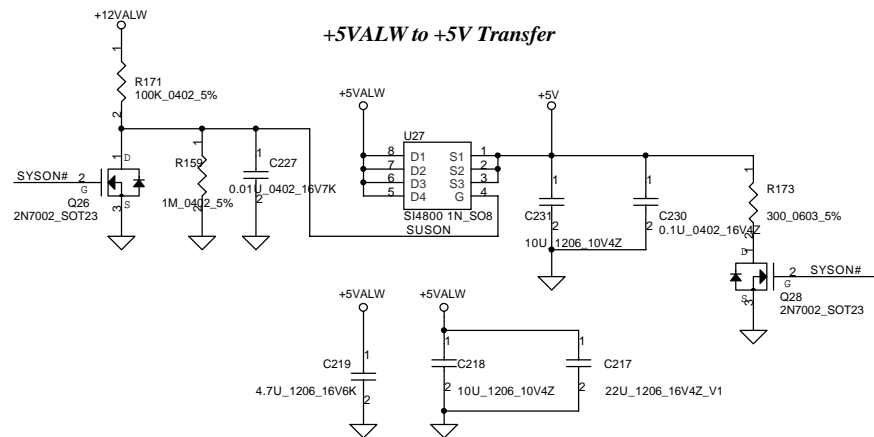 +12VALW
+5VALW to +5V Transfer
1
R171
100K_0402_5%
2
+5VALW
+5V
U27
1
D
SYSON#
2
G
S
3
Q26
2N7002_SOT23
1
R159
1M_0402_5%
2
1
C227
0.01U_0402_16V7K
2
8 D1 S1 1
7 D2 S2 2
6 D3 S3 3
5 D4 G 4
SI4800 1N_SO8
SUSON
1
C231
2
10U_1206_10V4Z
1
C230
2
0.1U_0402_16V4Z
1
R173
300_0603_5%
2
1
D
2
SYSON#
G
S
3
Q28
2N7002_SOT23
+5VALW
+5VALW
1
C219
4.7U_1206_16V6K
2
1
C218
2
10U_1206_10V4Z
1
C217
2
22U_1206_16V4Z_V1